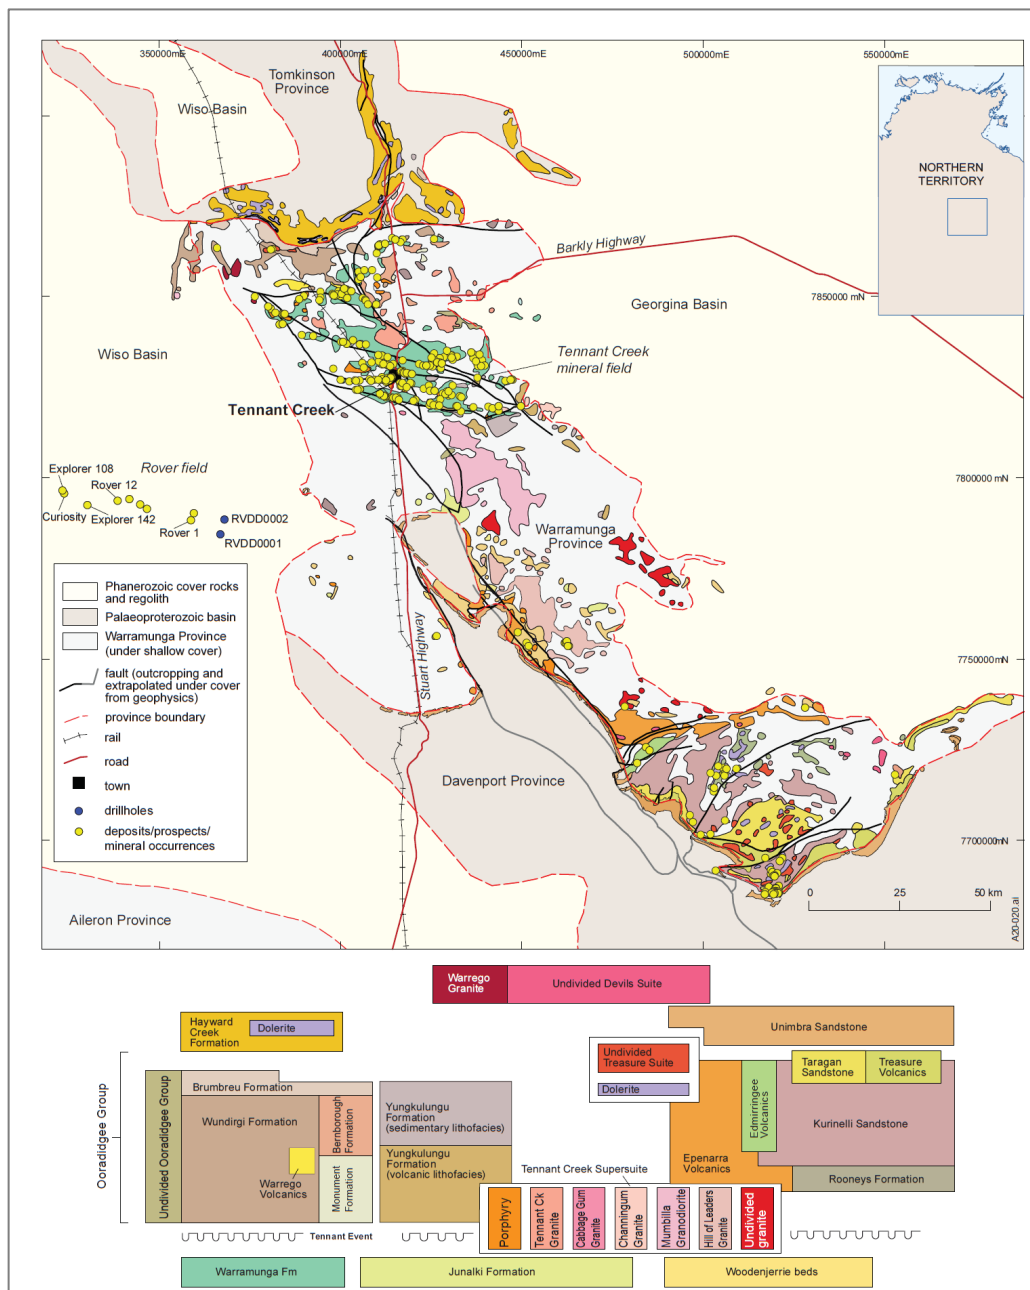 350000mE
400000mE
450000mE
500000mE
550000mE
Tomkinson
Province
Wiso Basin
NORTHERN
TERRITORY
Barkly Highway
7850000 mN
Georgina Basin
Wiso Basin
Tennant Creek
mineral field
Tennant Creek
Explorer 108
Rover field
Rover 12
7800000 mN
Curiosity
Explorer 142
Rover 1
RVDD0002
RVDD0001
Warramunga
Province
Phanerozoic cover rocks
and regolith
Palaeoproterozoic basin
Warramunga Province
(under shallow cover)
fault (outcropping and
extrapolated under cover
from geophysics)
province boundary
rail
road
town
drillholes
deposits/prospects/
mineral occurrences
Stuart Highway
7750000mN
Davenport Province
7700000mN
0
25
50 km
Aileron Province
A20-020.ai
Warrego
Granite
Undivided Devils Suite
Hayward
Creek
Formation
Dolerite
Unimbra Sandstone
Undivided
Treasure Suite
Dolerite
Taragan
Sandstone
Treasure
Volcanics
Ooradidgee Group
Undivided Ooradidgee Group
Brumbreu Formation
Wundirgi Formation
Bernborough
Formation
Monument
Formation
Warrego
Volcanics
Yungkulungu
Formation
(sedimentary lithofacies)
Yungkulungu
Formation
(volcanic lithofacies)
Edmirringee
Volcanics
Kurinelli Sandstone
Epenarra
Volcanics
Rooneys Formation
Tennant Creek Supersuite
Porphyry
Tennant Ck
Granite
Cabbage Gum
Granite
Channingum
Granite
Mumbilla
Granodiorite
Hill of Leaders
Granite
Undivided
granite
Tennant Event
Warramunga Fm
Junalki Formation
Woodenjerrie beds